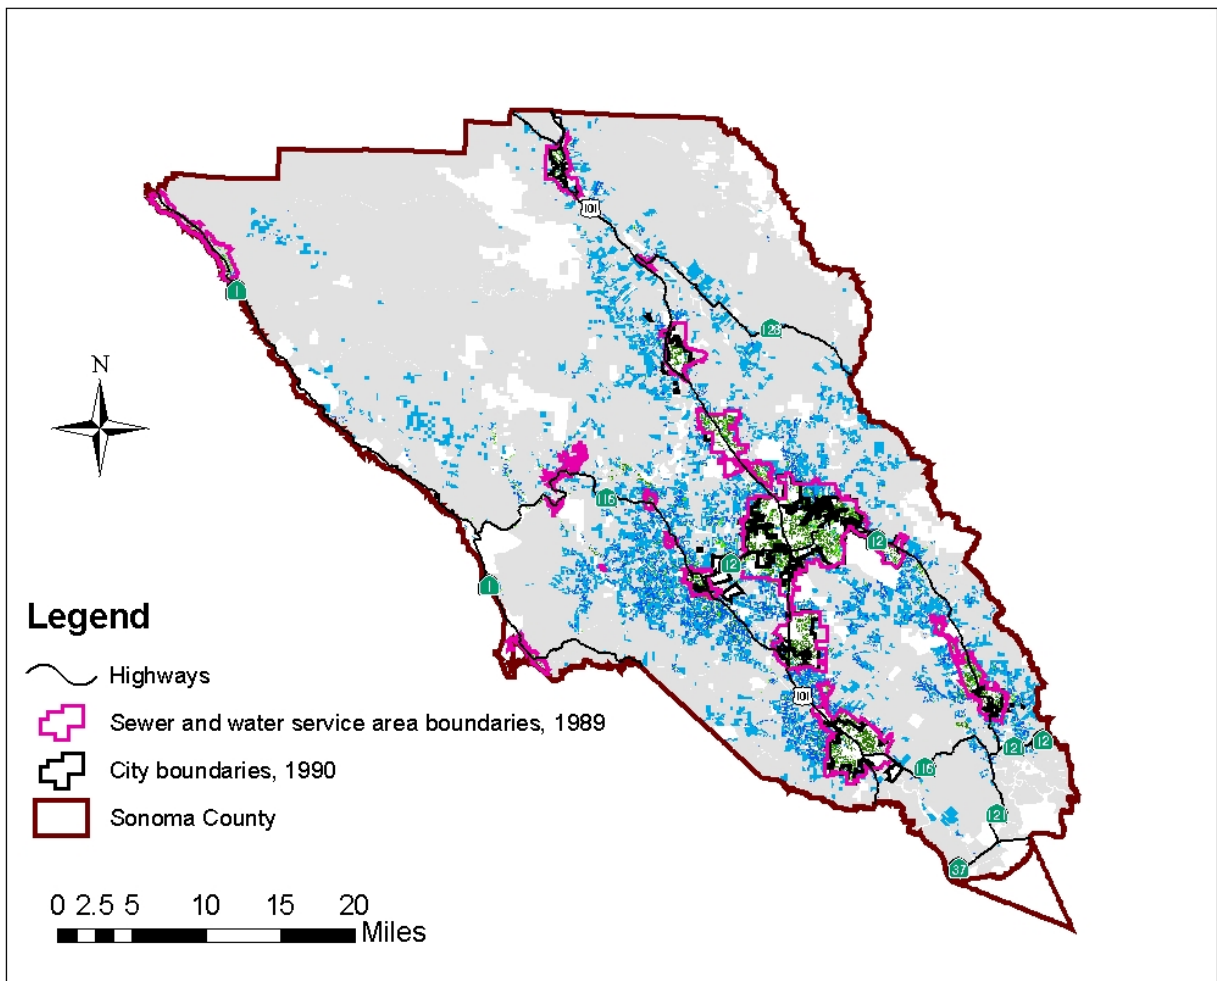 101
1
128
N
116
12
12
1
Legend
Highways
101
Sewer and water service area boundaries, 1989
12
121
116
City boundaries, 1990
Sonoma County
121
37
0 2.5 5 10 15 20
Miles